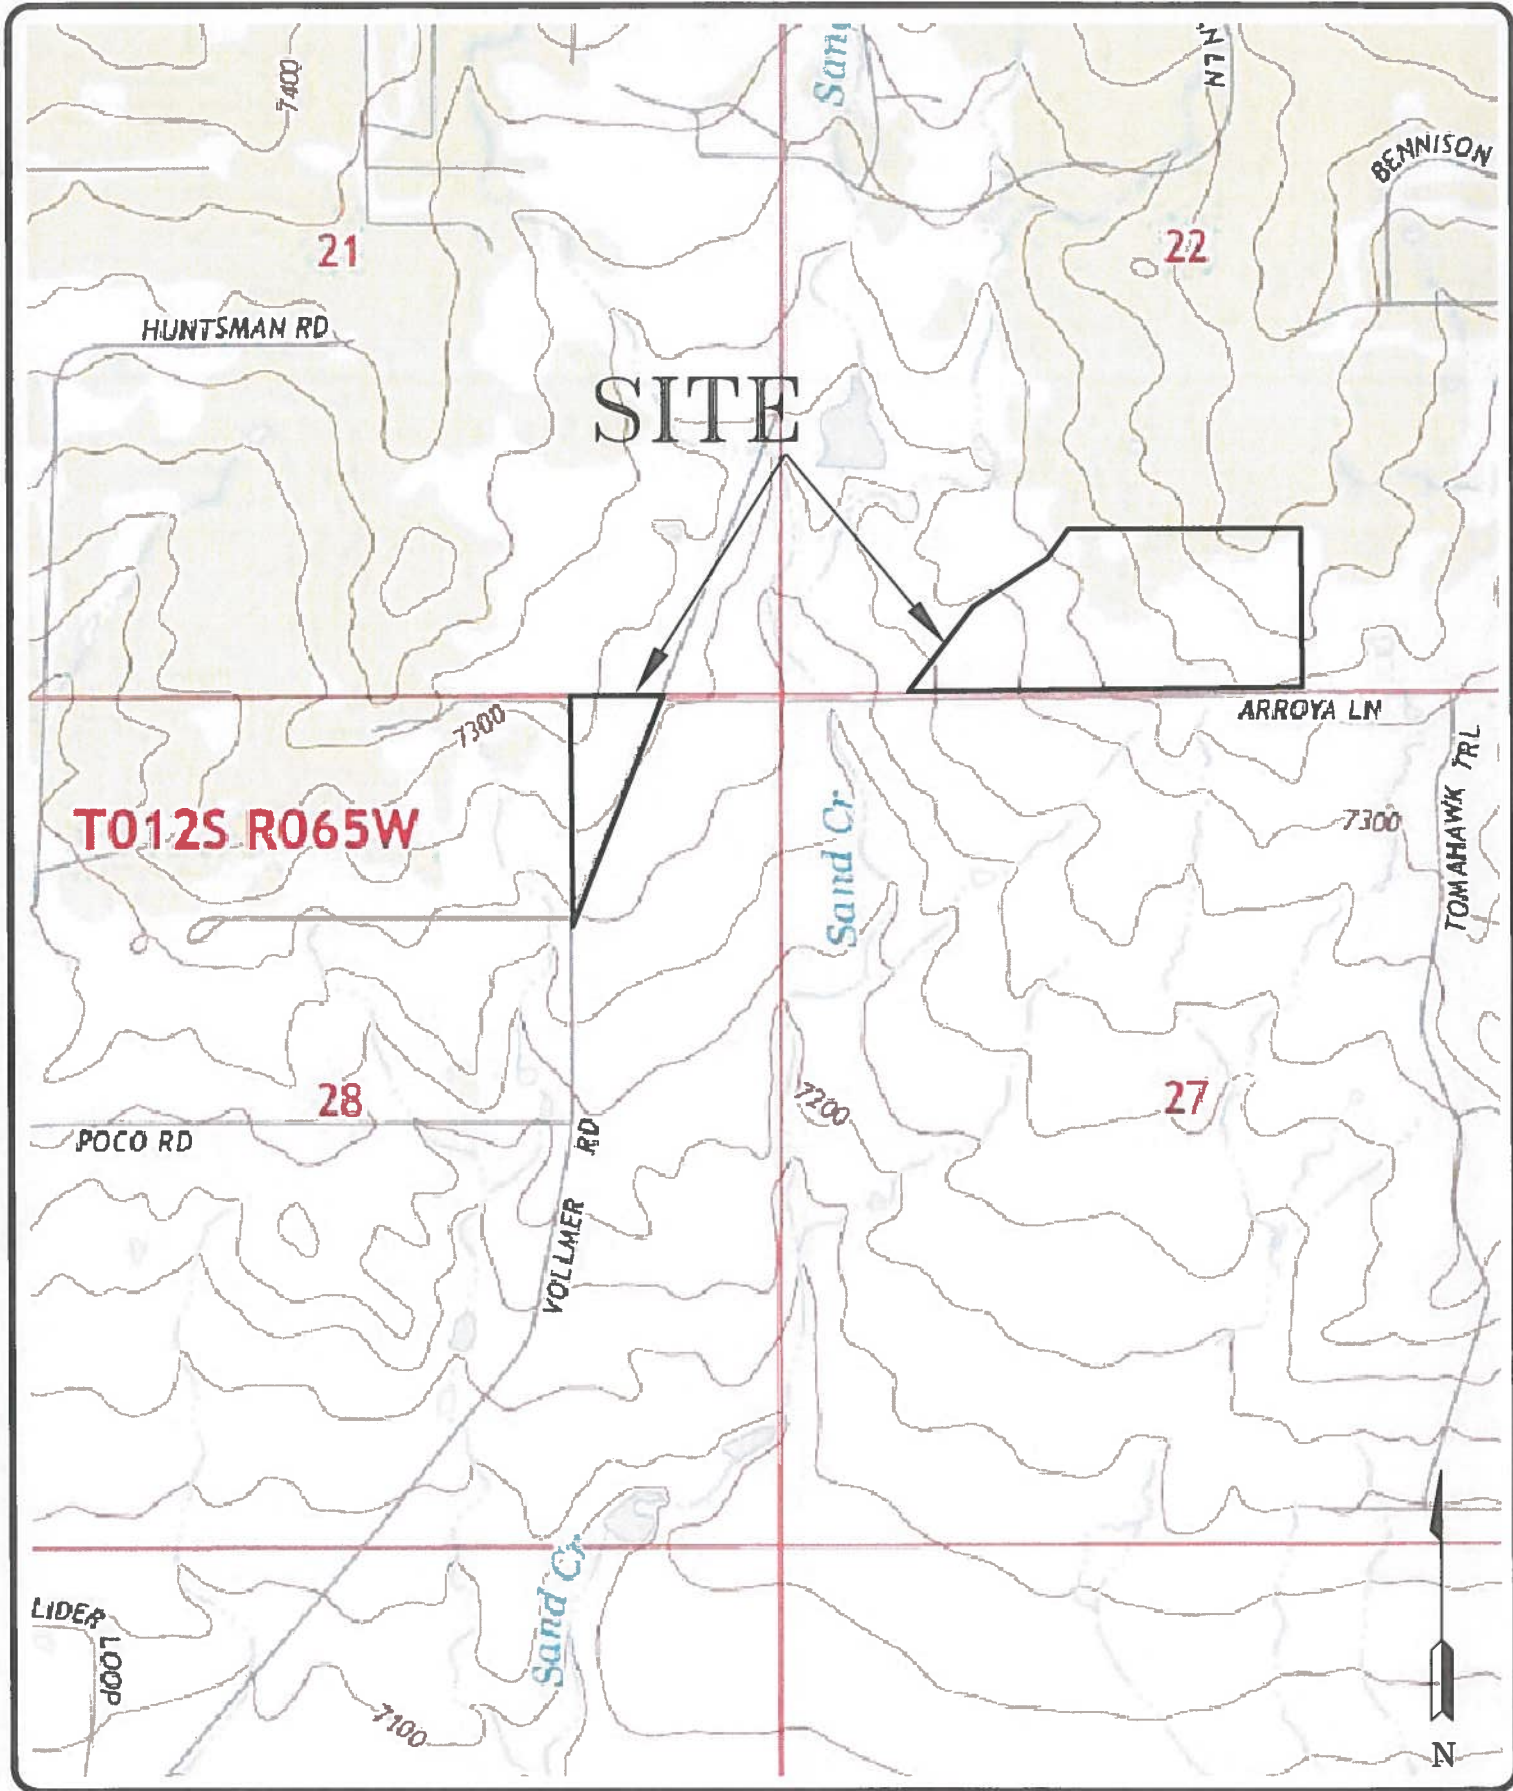 7400
Sand
N LN
BENNISON
21
22
HUNTSMAN RD
SITE
7300
ARROYA LN
TOMAHAWK TRL
T012S R065W
7300
Sand Cr
28
7200
27
POCO RD
VOLLMER RD
Sand Cr
LIDER LOOP
7100
N